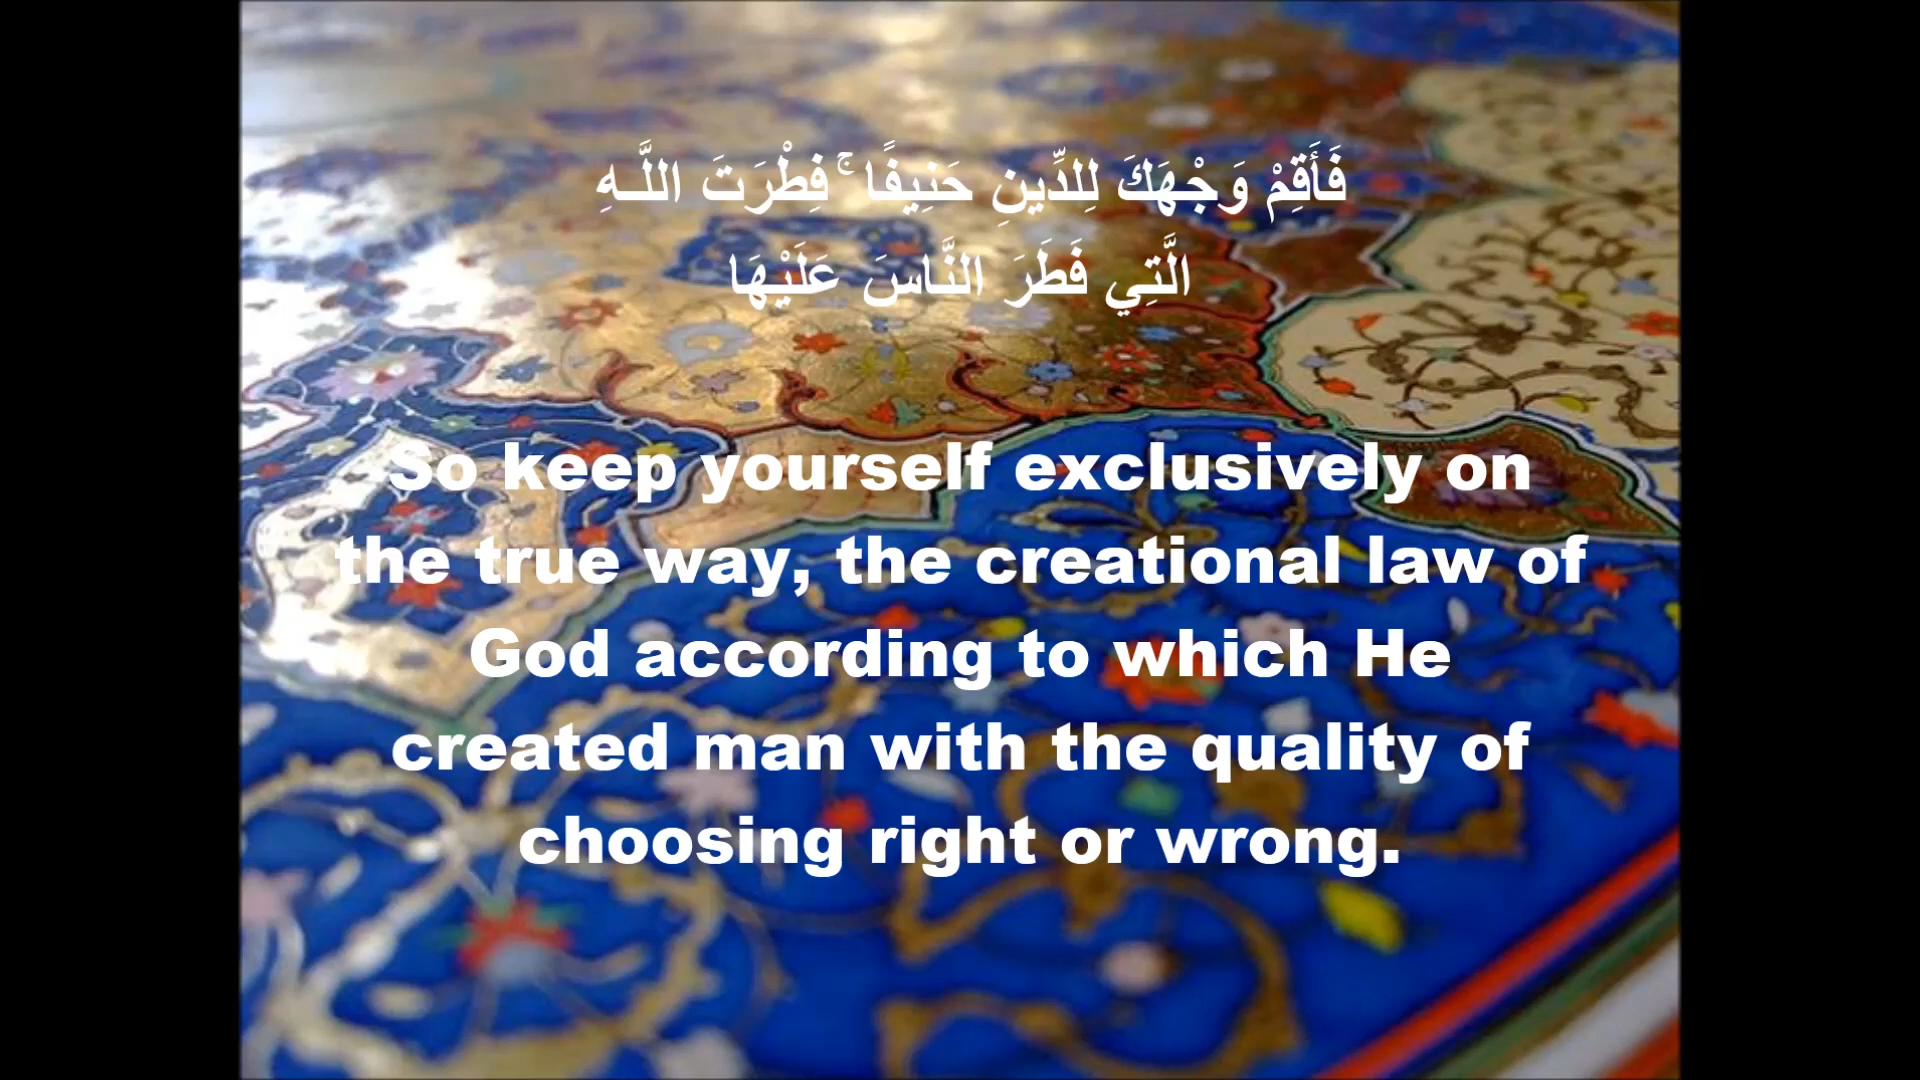 فَأَقِمْ وَجْهَكَ لِلدِّينِ حَنِيفًا ۚ فِطْرَتَ اللَّـهِ
الَّتِي فَطَرَ النَّاسَ عَلَيْهَا
So keep yourself exclusively on
the true way, the creational law of
God according to which He
created man with the quality of
choosing right or wrong.